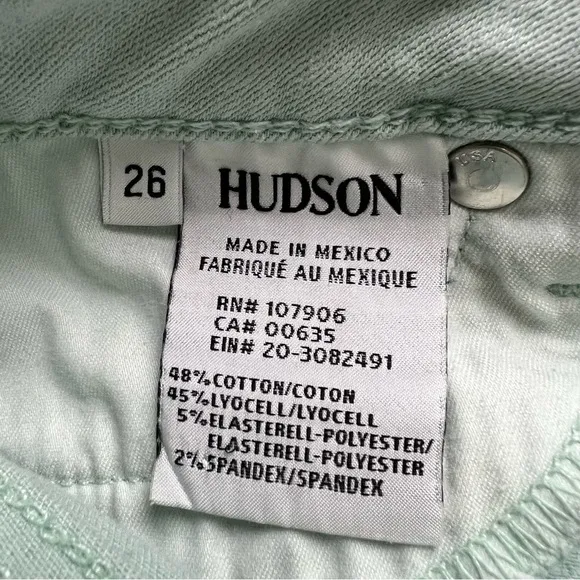 26
HUDSON
MADE IN MEXICO
FABRIQUÉ AU MEXIQUE
RN# 107906
CA# 00635
EIN# 20-3082491
48% COTTON/COTON
45% LYOCELL/LYOCELL
5% ELASTERELL-POLYESTER/
ELASTERELL-POLYESTER
2% SPANDEX/SPANDEX